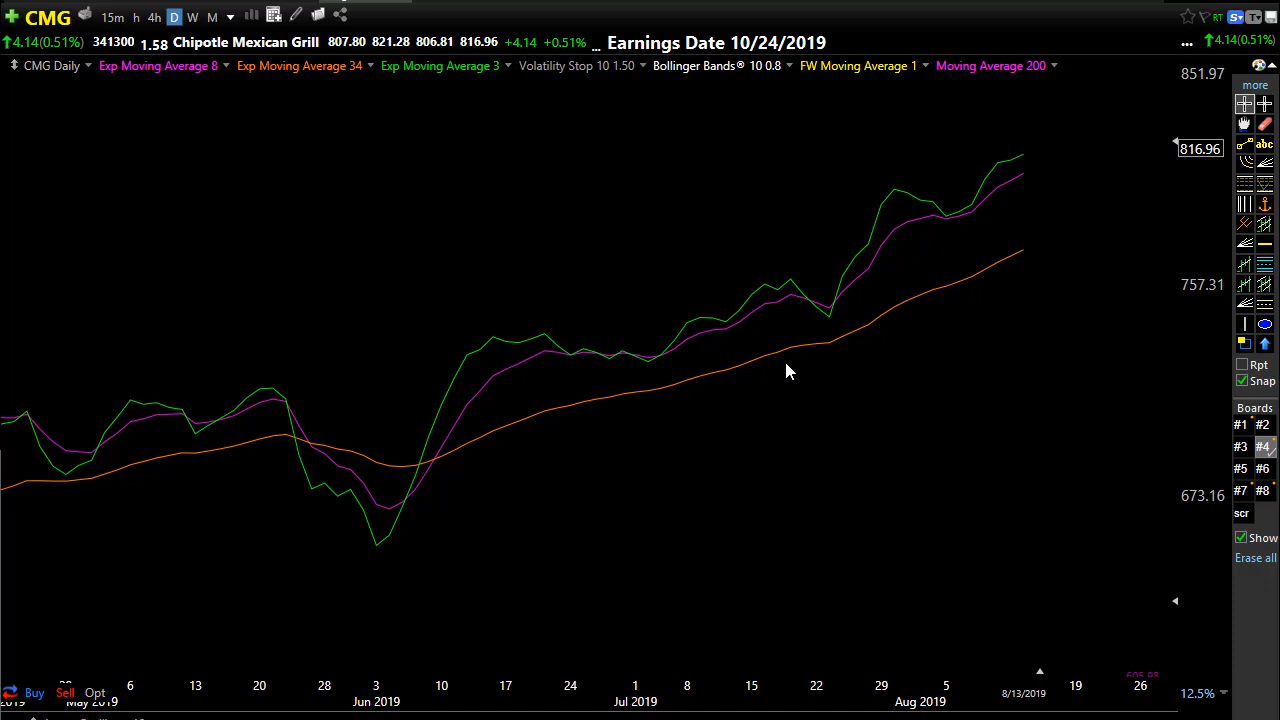 CMG 15m h 4h D W M RT S T
4.14(0.51%) 341300 1.58 Chipotle Mexican Grill 807.80 821.28 806.81 816.96 +4.14 +0.51% ... Earnings Date 10/24/2019 ... 4.14(0.51%)
CMG Daily Exp Moving Average 8 Exp Moving Average 34 Exp Moving Average 3 Volatility Stop 10 1.50 Bollinger Bands® 10 0.8 FW Moving Average 1 Moving Average 200
851.97
more
abc
816.96
757.31
Rpt
Snap
Boards
#1 #2
#3 #4
#5 #6
#7 #8
673.16
scr
Show
Erase all
605.98
6 13 20 28 3 10 17 24 1 8 15 22 29 5 19 26
8/13/2019
Buy Sell Opt
12.5%
2019 May 2019 Jun 2019 Jul 2019 Aug 2019